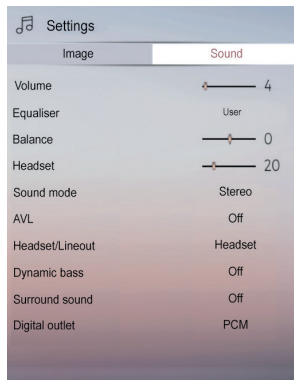 Settings
Image Sound
Volume 4
Equaliser User
Balance 0
Headset 20
Sound mode Stereo
AVL Off
Headset/Lineout Headset
Dynamic bass Off
Surround sound Off
Digital outlet PCM